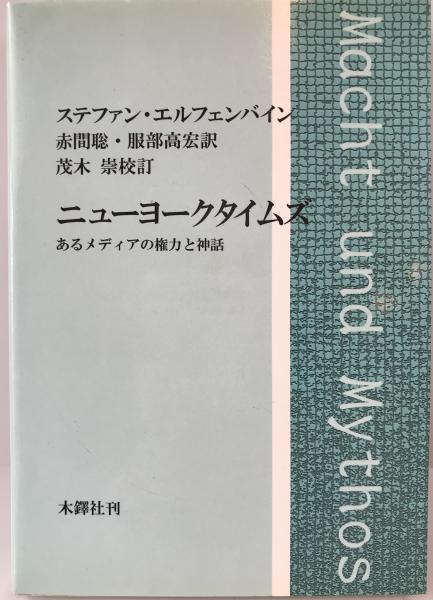 ステファン・エルフェンバイン
赤間聡・服部高宏訳
茂木 崇校訂
ニューヨークタイムズ
あるメディアの権力と神話
木鐸社刊
Macht und Mythos